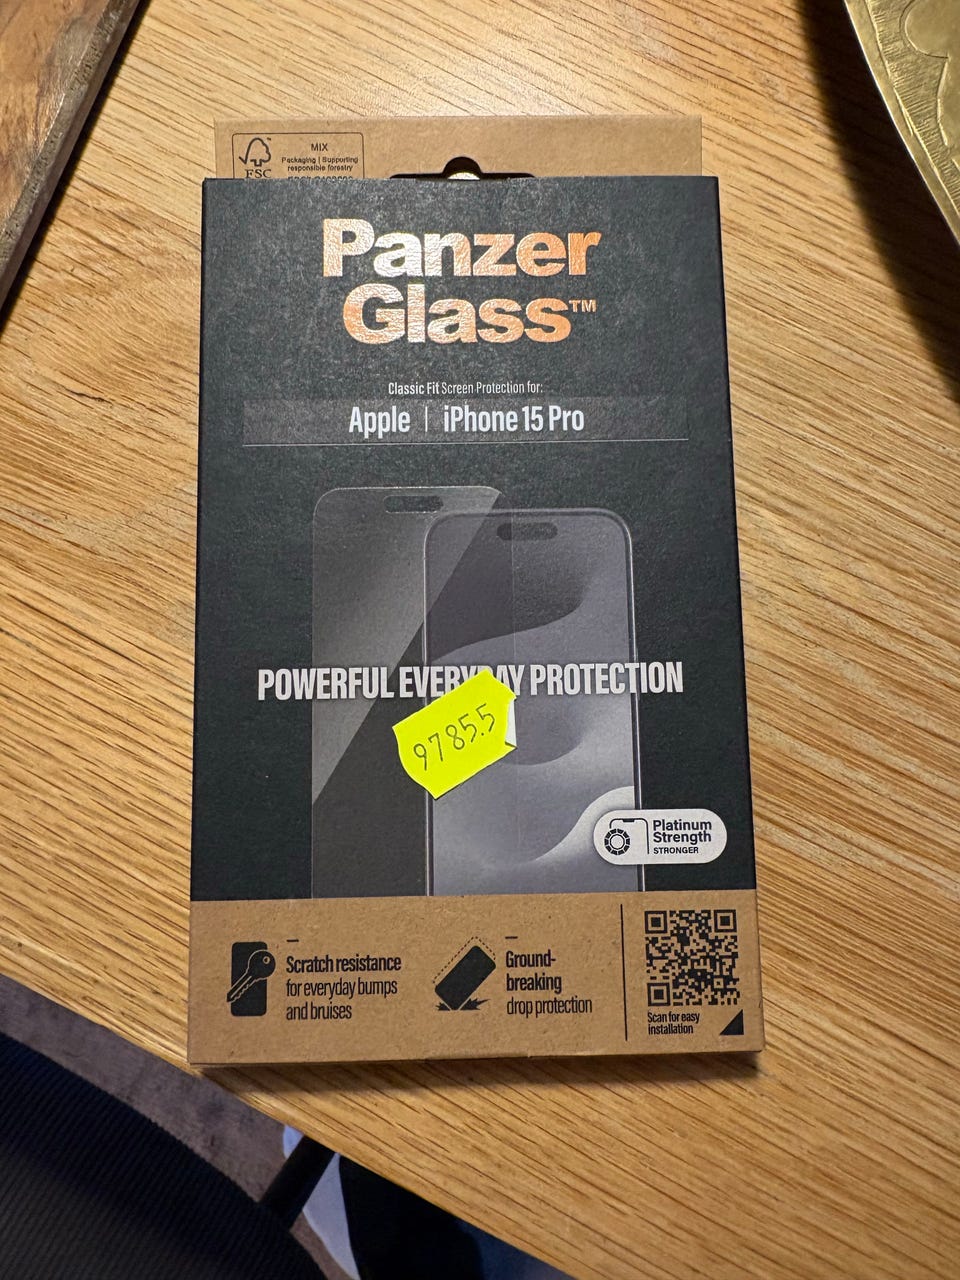 FSC
MIX
Packaging | Supporting
responsible forestry
Panzer
Glass™
Classic Fit Screen Protection for:
Apple | iPhone 15 Pro
POWERFUL EVERYDAY PROTECTION
9785.5
Platinum
Strength
STRONGER
Scratch resistance
for everyday bumps
and bruises
Ground-
breaking
drop protection
Scan for easy
installation